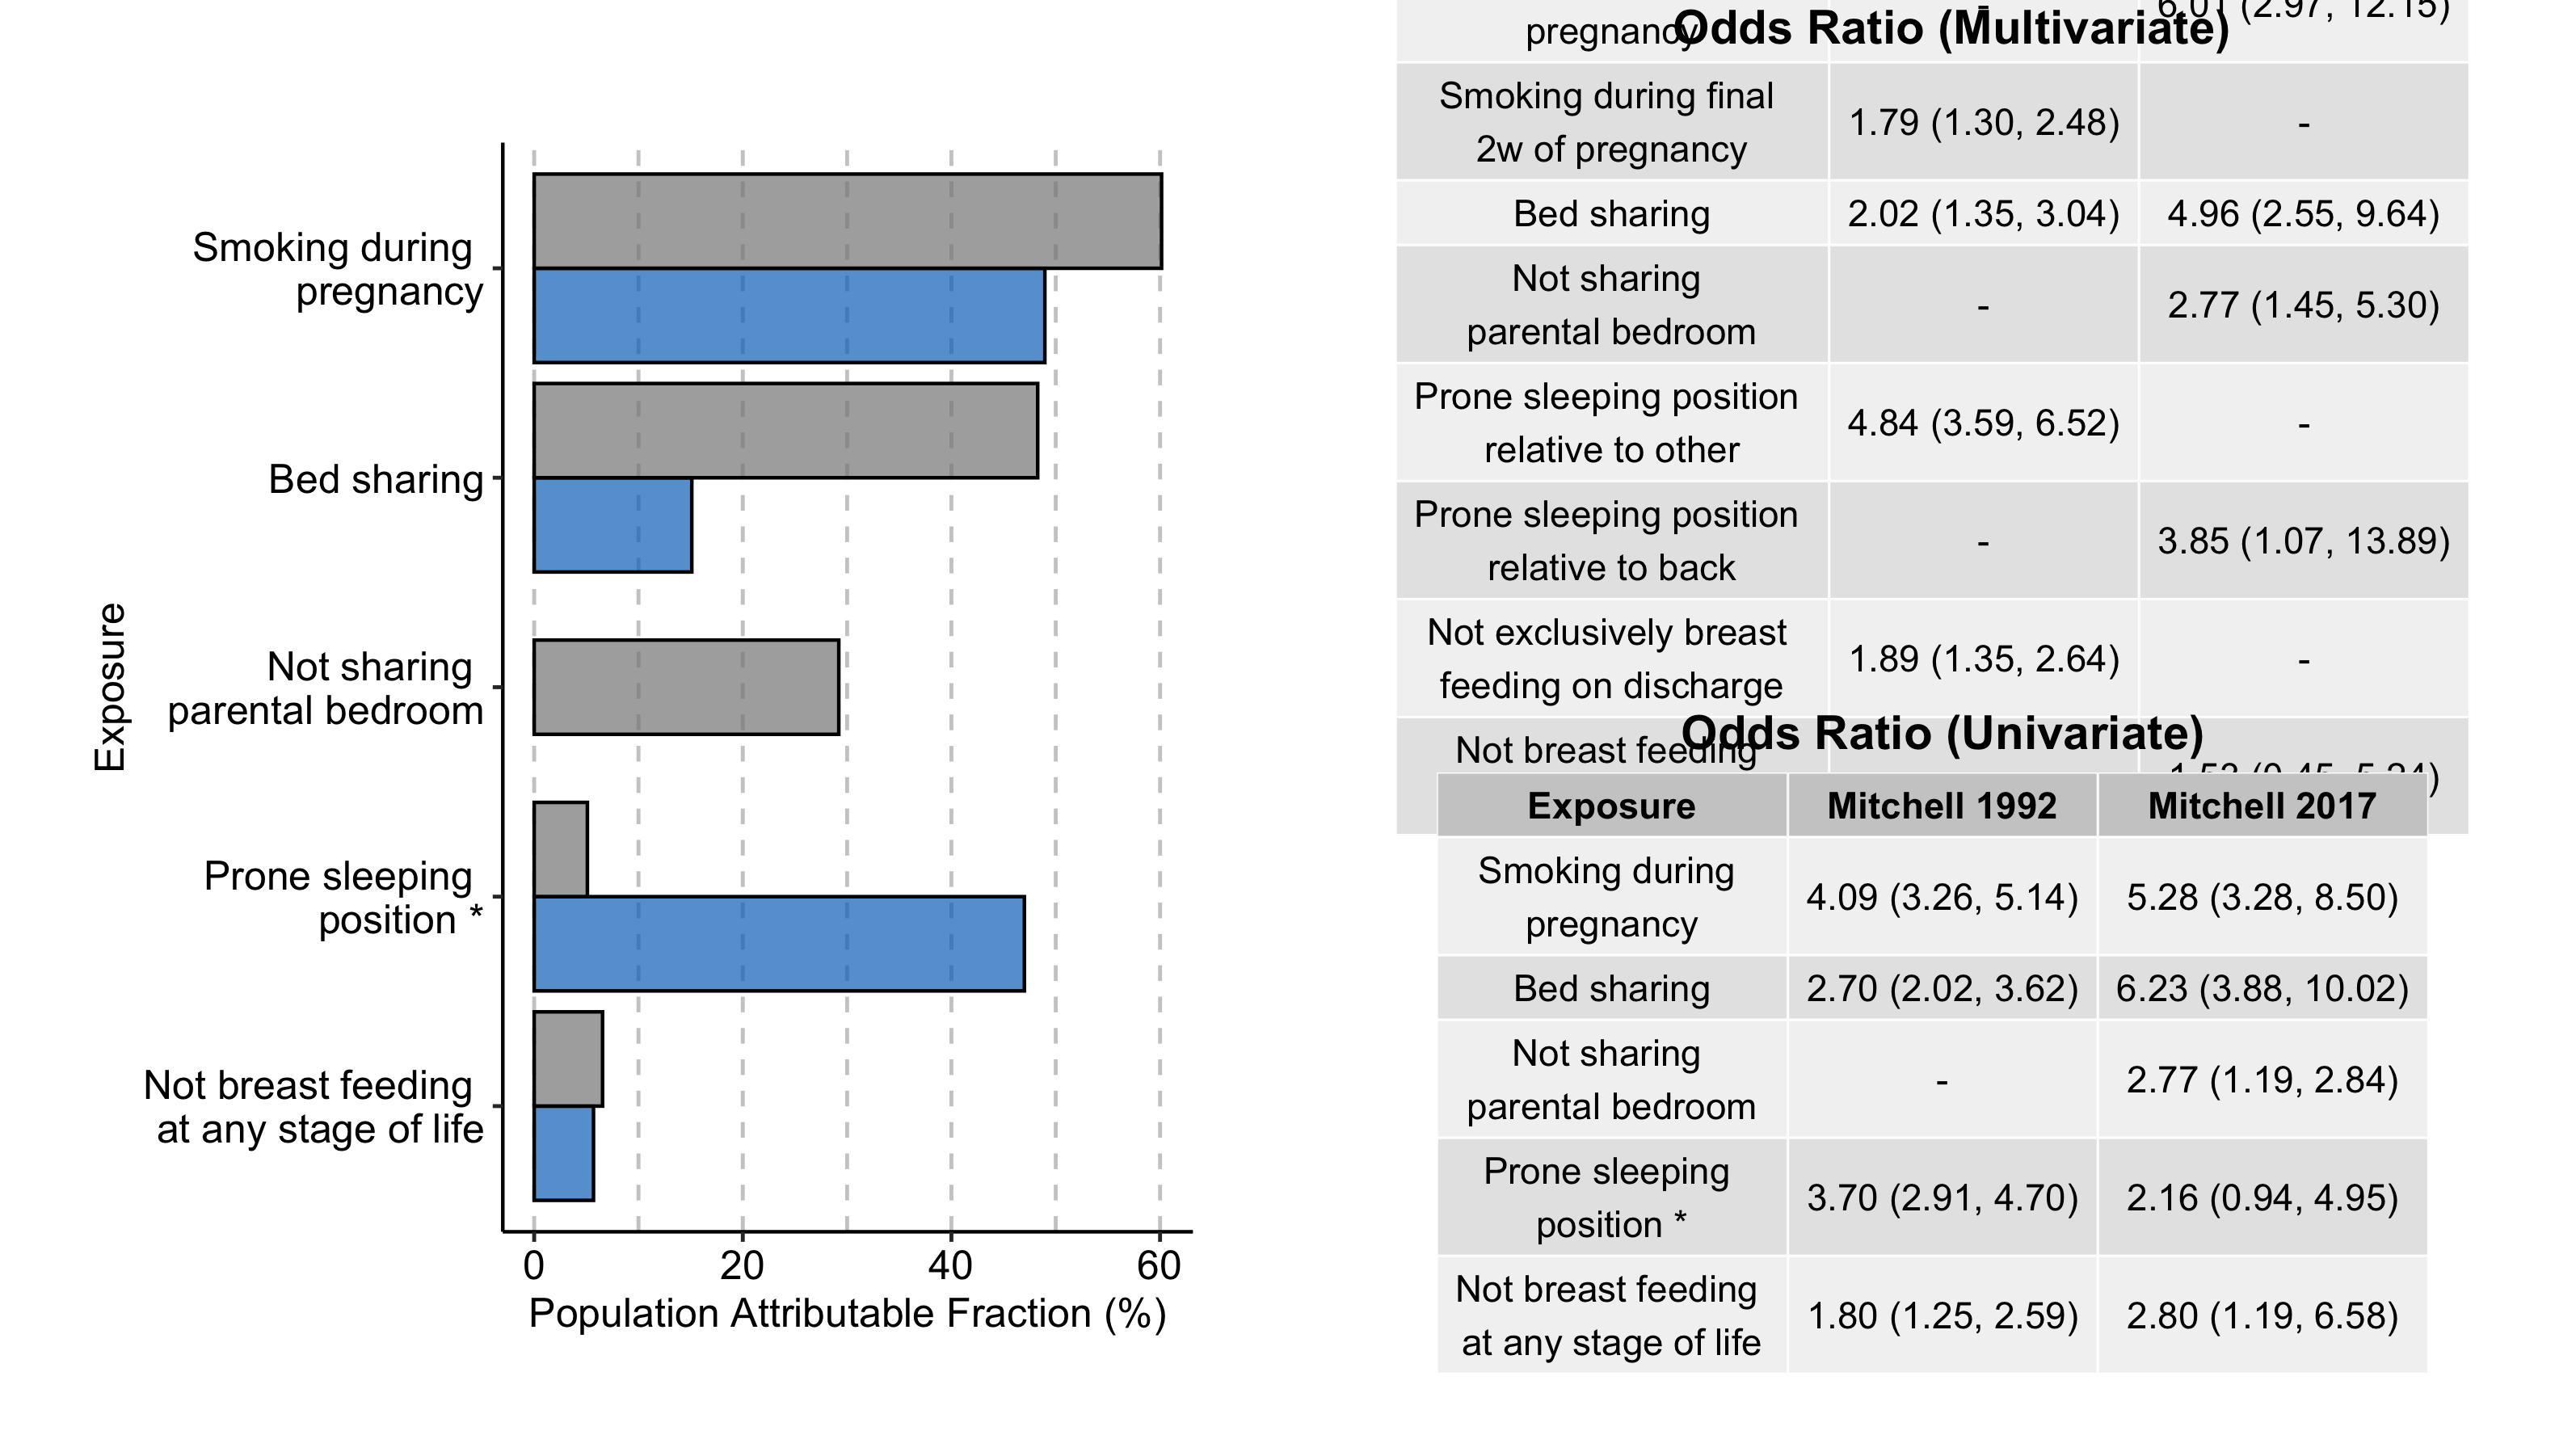 Smoking during
pregnancy
Bed sharing
Not sharing
parental bedroom
Prone sleeping
position *
Not breast feeding
at any stage of life
Exposure
0 20 40 60
Population Attributable Fraction (%)
Odds Ratio (Multivariate)
pregnancy - 6.01 (2.97, 12.15)
Smoking during final
2w of pregnancy
1.79 (1.30, 2.48) -
Bed sharing 2.02 (1.35, 3.04) 4.96 (2.55, 9.64)
Not sharing
parental bedroom
- 2.77 (1.45, 5.30)
Prone sleeping position
relative to other
4.84 (3.59, 6.52) -
Prone sleeping position
relative to back
- 3.85 (1.07, 13.89)
Not exclusively breast
feeding on discharge
1.89 (1.35, 2.64) -
Not breast feeding
Odds Ratio (Univariate)
Exposure Mitchell 1992 Mitchell 2017
Smoking during
pregnancy
4.09 (3.26, 5.14) 5.28 (3.28, 8.50)
Bed sharing 2.70 (2.02, 3.62) 6.23 (3.88, 10.02)
Not sharing
parental bedroom
- 2.77 (1.19, 2.84)
Prone sleeping
position *
3.70 (2.91, 4.70) 2.16 (0.94, 4.95)
Not breast feeding
at any stage of life
1.80 (1.25, 2.59) 2.80 (1.19, 6.58)